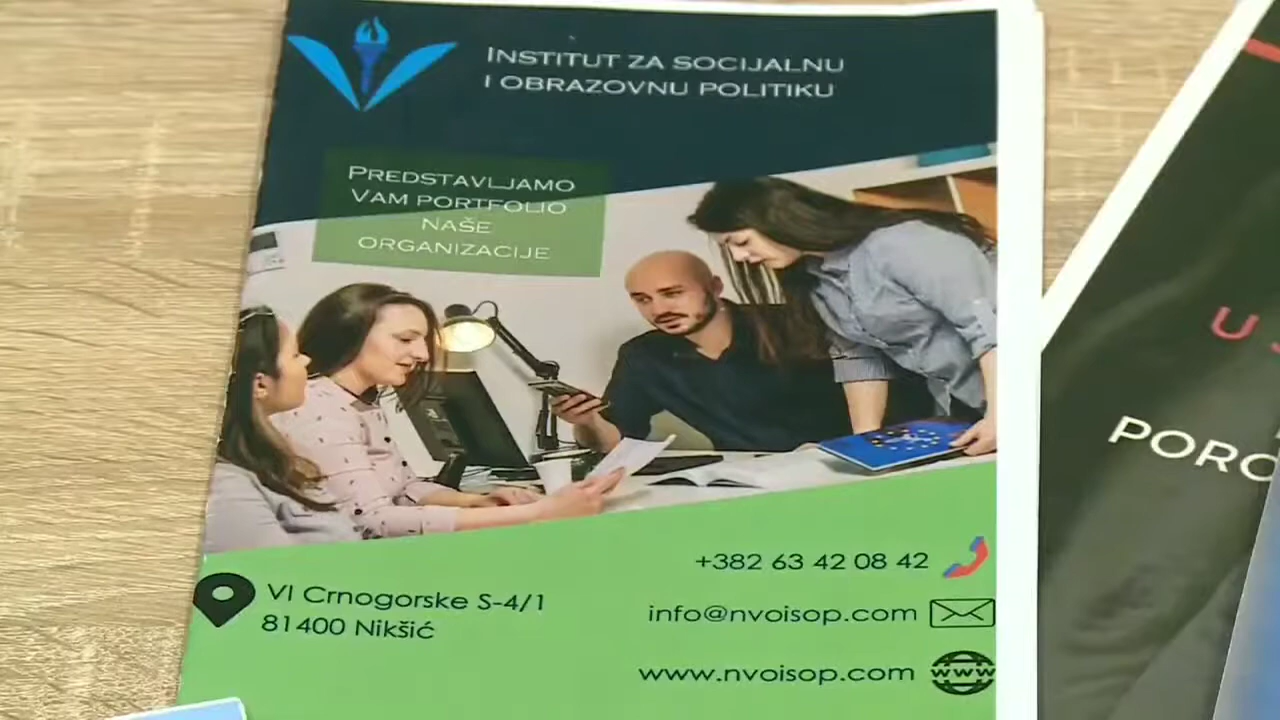 INSTITUT ZA SOCIJALNU
I OBRAZOVNU POLITIKU
PREDSTAVLJAMO
VAM PORTFOLIO
NAŠE
ORGANIZACIJE
VI Crnogorske S-4/1
81400 Nikšić
+382 63 42 08 42
info@nvoisop.com
www.nvoisop.com
www